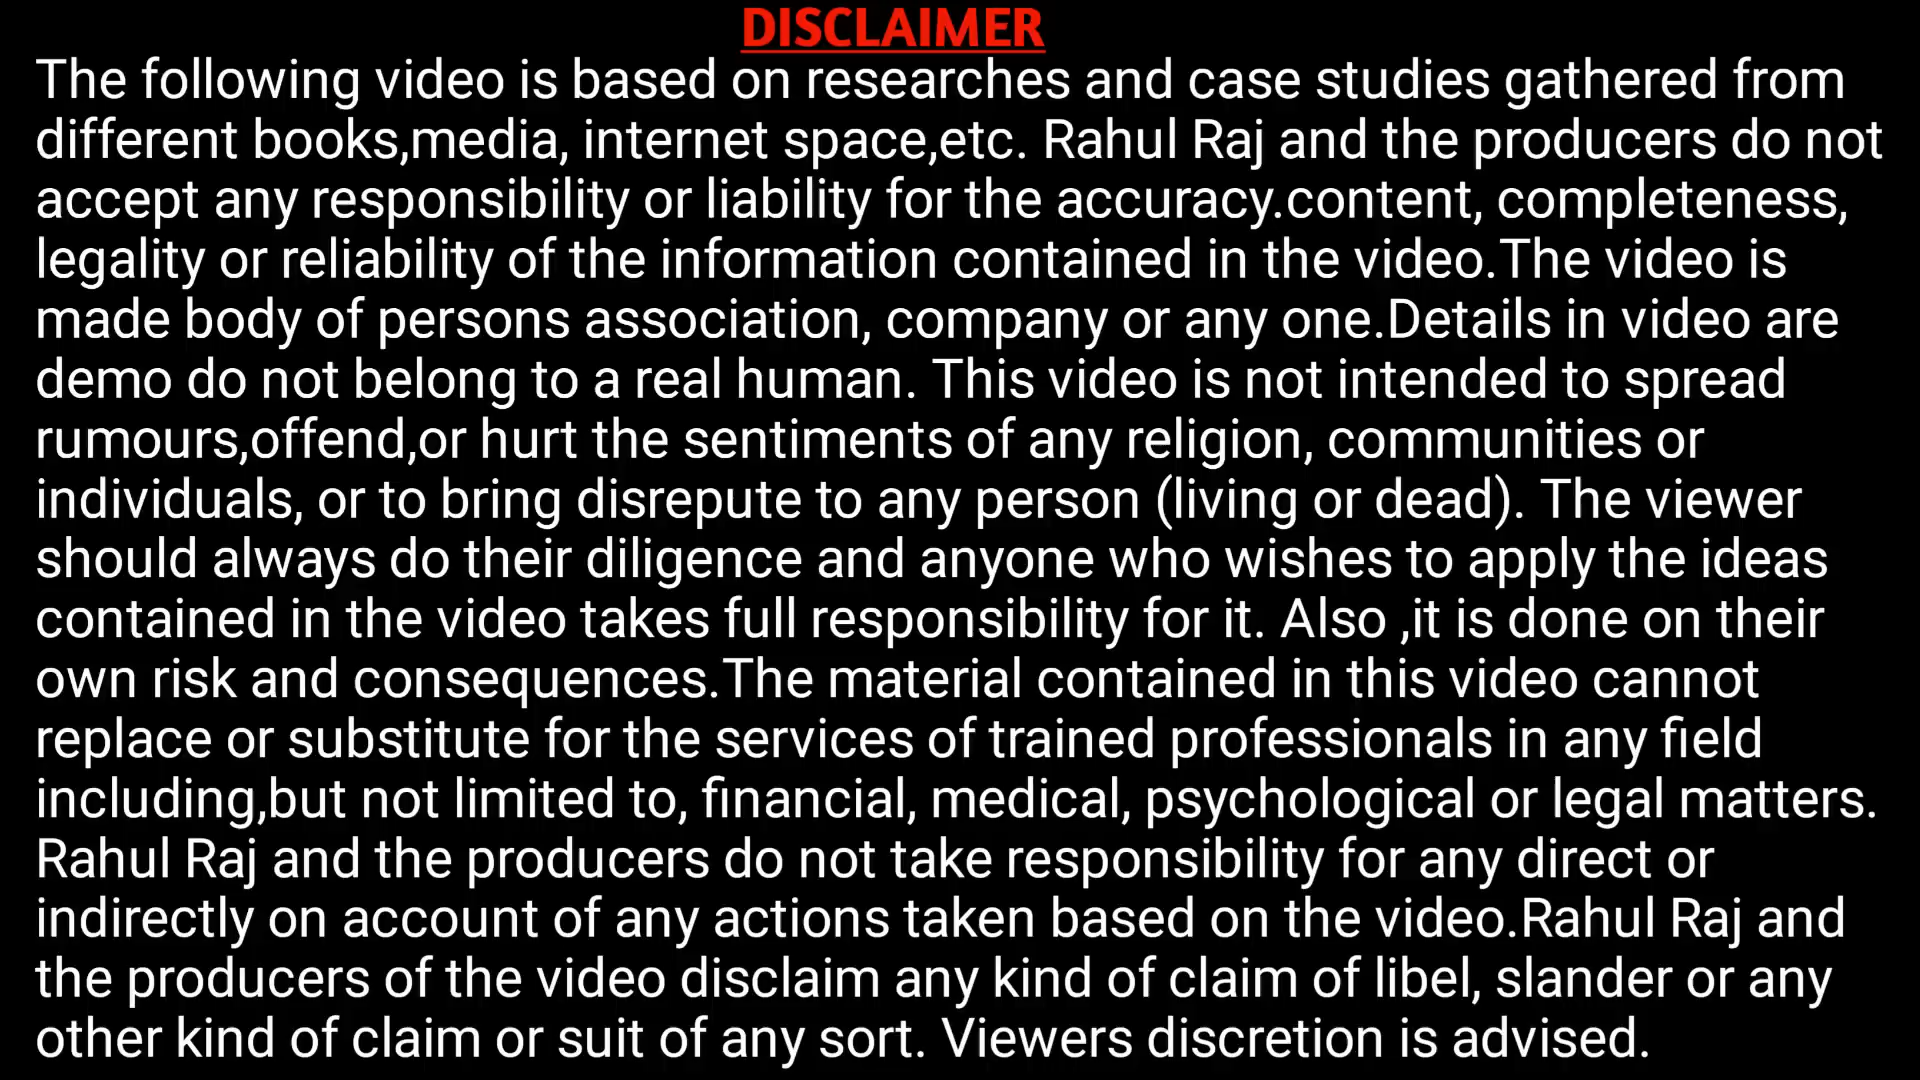 DISCLAIMER
The following video is based on researches and case studies gathered from
different books,media, internet space,etc. Rahul Raj and the producers do not
accept any responsibility or liability for the accuracy.content, completeness,
legality or reliability of the information contained in the video.The video is
made body of persons association, company or any one.Details in video are
demo do not belong to a real human. This video is not intended to spread
rumours,offend,or hurt the sentiments of any religion, communities or
individuals, or to bring disrepute to any person (living or dead). The viewer
should always do their diligence and anyone who wishes to apply the ideas
contained in the video takes full responsibility for it. Also ,it is done on their
own risk and consequences.The material contained in this video cannot
replace or substitute for the services of trained professionals in any field
including,but not limited to, financial, medical, psychological or legal matters.
Rahul Raj and the producers do not take responsibility for any direct or
indirectly on account of any actions taken based on the video.Rahul Raj and
the producers of the video disclaim any kind of claim of libel, slander or any
other kind of claim or suit of any sort. Viewers discretion is advised.